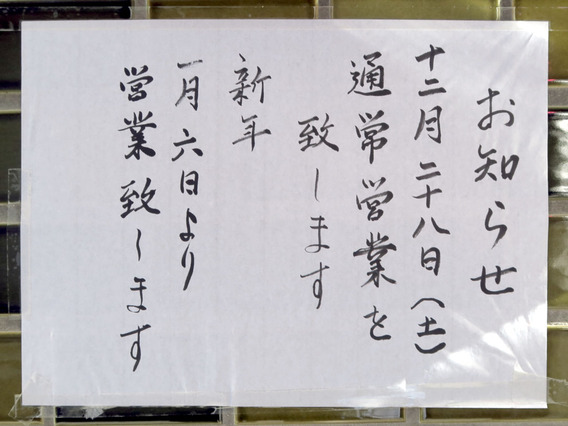 お知らせ
十二月二十八日(土)
通常営業を
致します
新年
一月六日より
営業致します